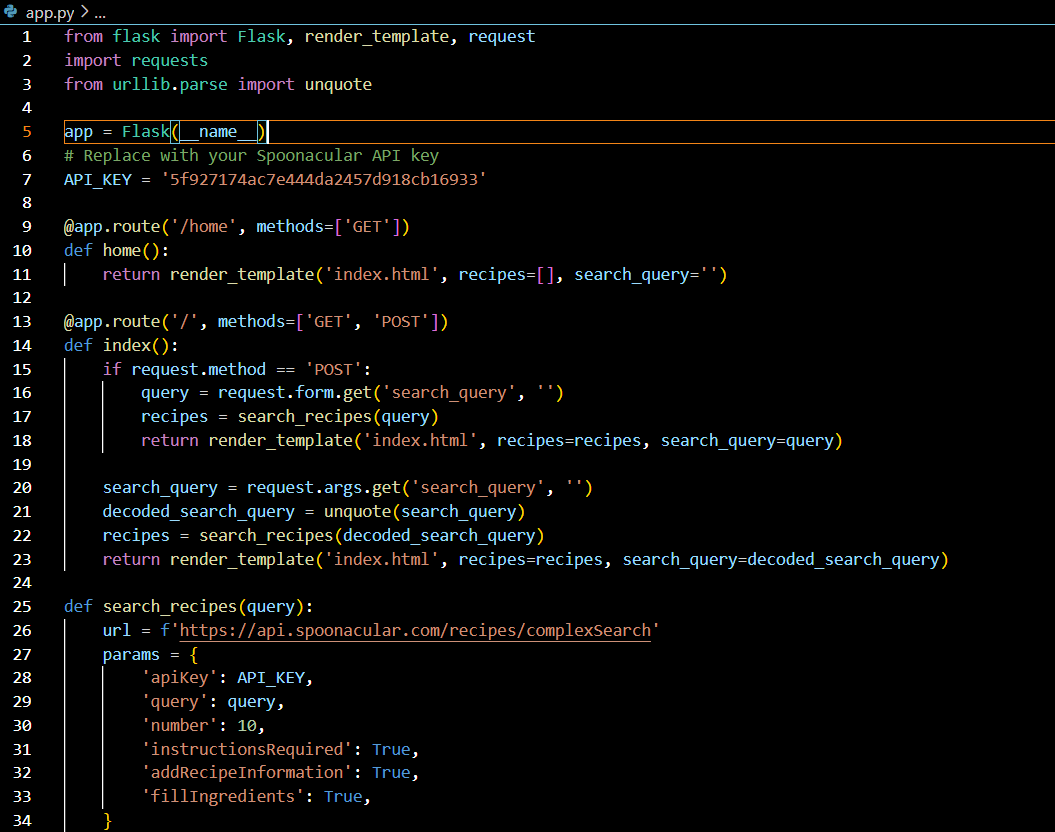 app.py > ...
1 from flask import Flask, render_template, request
2 import requests
3 from urllib.parse import unquote
4
5 app = Flask(__name__)
6 # Replace with your Spoonacular API key
7 API_KEY = '5f927174ac7e444da2457d918cb16933'
8
9 @app.route('/home', methods=['GET'])
10 def home():
11     return render_template('index.html', recipes=[], search_query='')
12
13 @app.route('/', methods=['GET', 'POST'])
14 def index():
15     if request.method == 'POST':
16         query = request.form.get('search_query', '')
17         recipes = search_recipes(query)
18         return render_template('index.html', recipes=recipes, search_query=query)
19
20     search_query = request.args.get('search_query', '')
21     decoded_search_query = unquote(search_query)
22     recipes = search_recipes(decoded_search_query)
23     return render_template('index.html', recipes=recipes, search_query=decoded_search_query)
24
25 def search_recipes(query):
26     url = f'https://api.spoonacular.com/recipes/complexSearch'
27     params = {
28         'apiKey': API_KEY,
29         'query': query,
30         'number': 10,
31         'instructionsRequired': True,
32         'addRecipeInformation': True,
33         'fillIngredients': True,
34     }